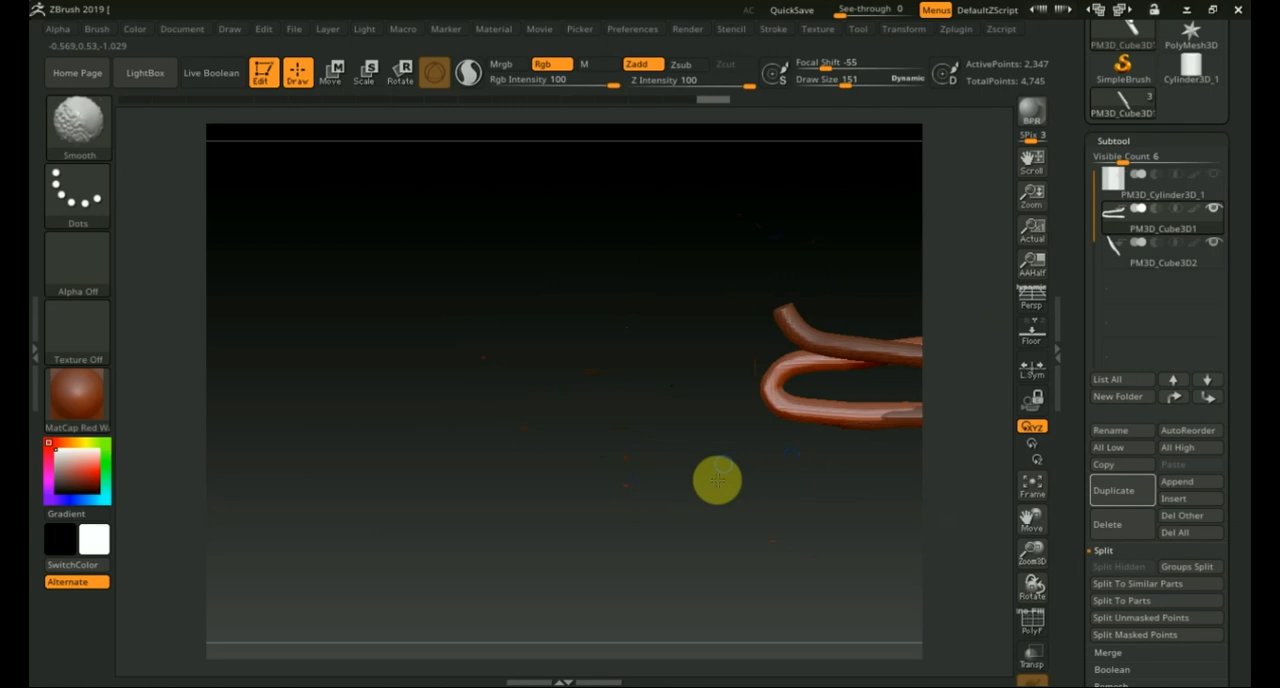 ZBrush 2019 [
AC QuickSave See-through 0 Menus DefaultZScript
Alpha Brush Color Document Draw Edit File Layer Light Macro Marker Material Movie Picker Preferences Render Stencil Stroke Texture Tool Transform Zplugin Zscript
-0.569,0.53,-1.029
Home Page LightBox Live Boolean Edit Draw Move Scale Rotate
Mrgb Rgb M Zadd Zsub Zcut
Rgb Intensity 100 Z Intensity 100
Focal Shift -55
Draw Size 151 Dynamic
ActivePoints: 2,347
TotalPoints: 4,745
Smooth
Dots
Alpha Off
Texture Off
MatCap Red Wa
Gradient
SwitchColor
Alternate
BPR
SPix 3
Scroll
Zoom
Actual
AAHalf
Dynamic
Persp
Floor
L.Sym
XYZ
Frame
Move
Zoom3D
Rotate
Line Fill
PolyF
Transp
PM3D_Cube3D PolyMesh3D
SimpleBrush Cylinder3D_1
3
PM3D_Cube3D
Subtool
Visible Count 6
PM3D_Cylinder3D_1
PM3D_Cube3D1
PM3D_Cube3D2
List All
New Folder
Rename AutoReorder
All Low All High
Copy Paste
Duplicate Append
Insert
Delete Del Other
Del All
Split
Split Hidden Groups Split
Split To Similar Parts
Split To Parts
Split Unmasked Points
Split Masked Points
Merge
Boolean
Remesh